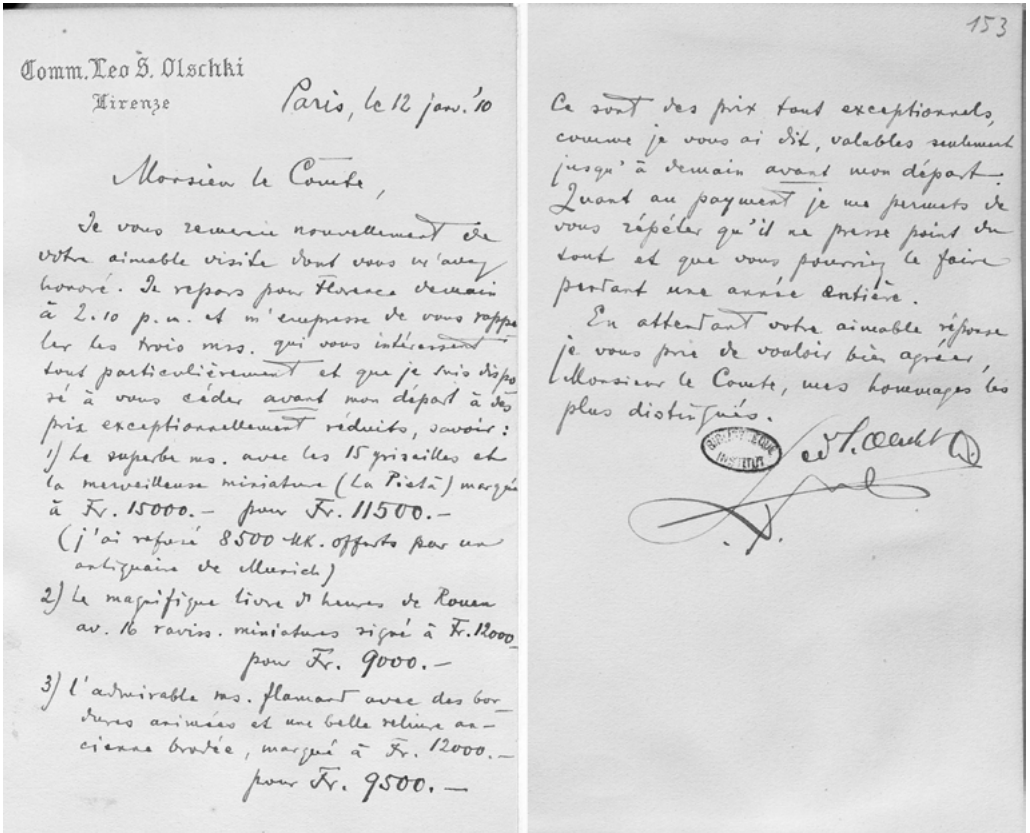 Comm. Leo S. Olschki
Firenze
Paris, le 12 janv. '10
Monsieur le Comte,
Je vous remercie nouvellement de
votre aimable visite dont vous m'avez
honoré. Je repars pour Florence demain
à 2.10 p.m. et m'empresse de vous rappe
ler les trois mss. qui vous intéressent
tout particulièrement et que je suis dispo
sé à vous céder avant mon départ à des
prix exceptionnellement réduits, savoir :
1) Le superbe ms. avec les 15 grisailles et
la merveilleuse miniature (La Pietà) marqué
à Fr. 15000.— pour Fr. 11500.—
(j'ai refusé 8500 Mk. offerts par un
antiquaire de Munich)
2) Le magnifique livre d'heures de Rouen
av. 16 raviss. miniatures signé à Fr. 12000
pour Fr. 9000.—
3) l'admirable ms. flamand avec des bor_
dures animées et une belle reliure an-
cienne brodée, marqué à Fr. 12000.—
pour Fr. 9500.—
153
Ce sont des prix tout exceptionnels,
comme je vous ai dit, valables seulement
jusqu'à demain avant mon départ.
Quant au payment je me permets de
vous répéter qu'il ne presse point du
tout et que vous pourriez le faire
pendant une année entière.
En attendant votre aimable réponse
je vous prie de vouloir bien agréer,
Monsieur le Comte, mes hommages les
plus distingués.
BIBLIOTHEQUE
INSTITUT